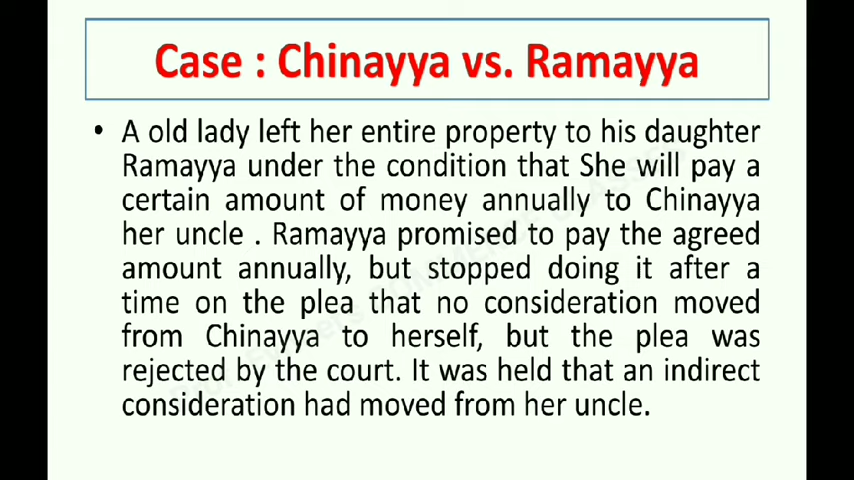 Case : Chinayya vs. Ramayya
• A old lady left her entire property to his daughter
Ramayya under the condition that She will pay a
certain amount of money annually to Chinayya
her uncle . Ramayya promised to pay the agreed
amount annually, but stopped doing it after a
time on the plea that no consideration moved
from Chinayya to herself, but the plea was
rejected by the court. It was held that an indirect
consideration had moved from her uncle.